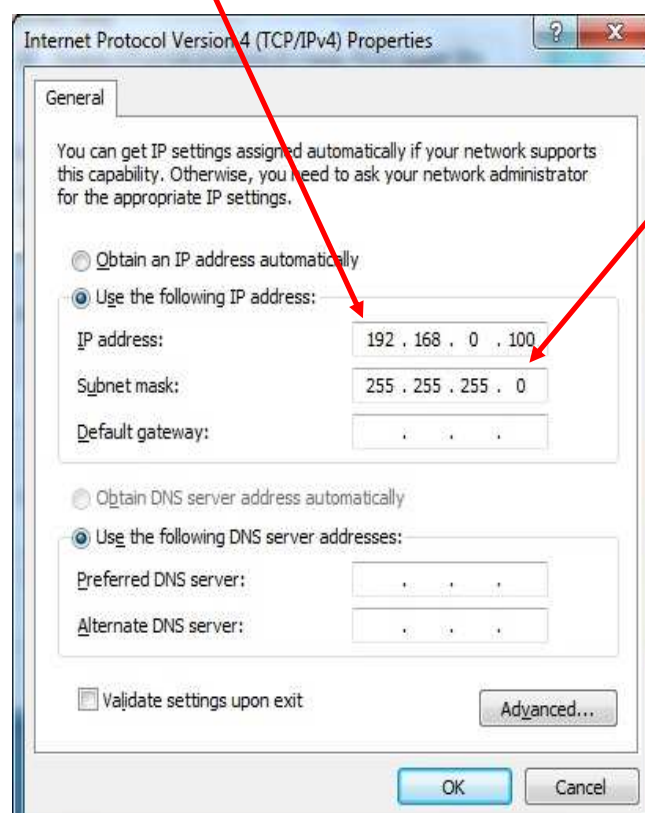 Internet Protocol Version 4 (TCP/IPv4) Properties
General
You can get IP settings assigned automatically if your network supports
this capability. Otherwise, you need to ask your network administrator
for the appropriate IP settings.
Obtain an IP address automatically
Use the following IP address:
IP address: 192 . 168 . 0 . 100
Subnet mask: 255 . 255 . 255 . 0
Default gateway: . . .
Obtain DNS server address automatically
Use the following DNS server addresses:
Preferred DNS server: . . .
Alternate DNS server: . . .
Validate settings upon exit
Advanced...
OK Cancel